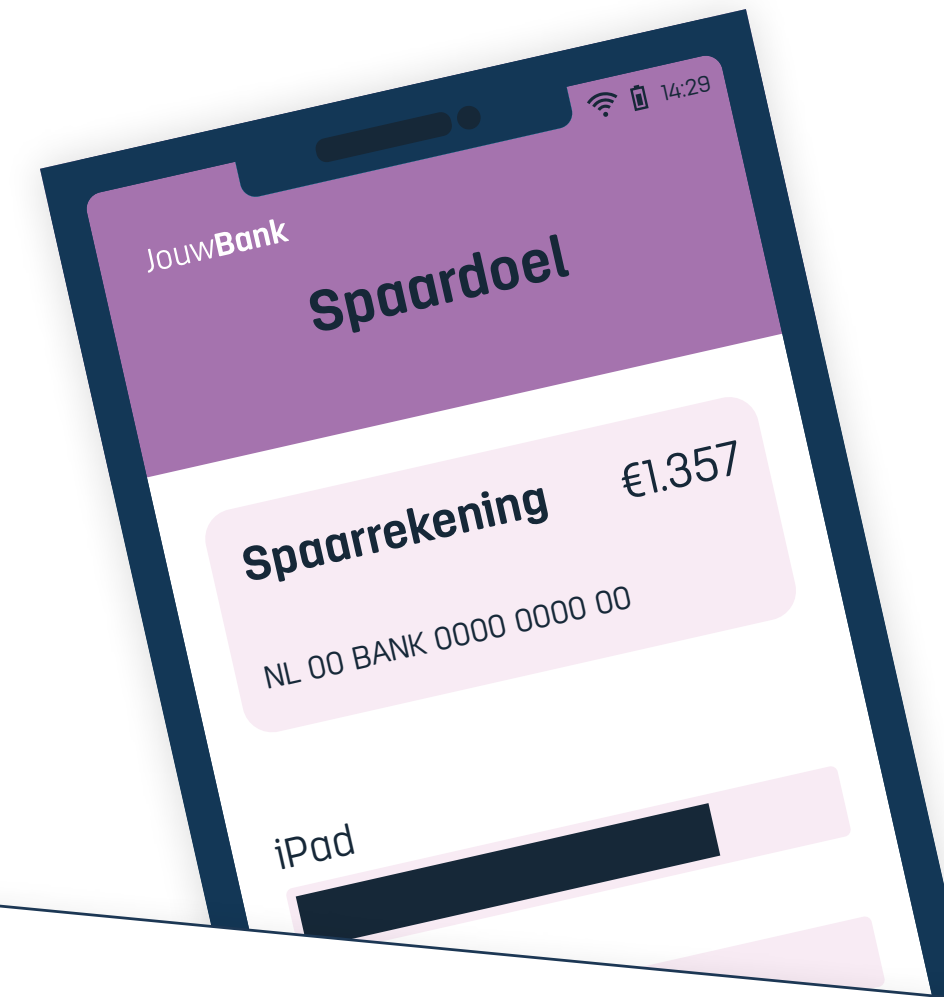 14:29
JouwBank
Spaardoel
Spaarrekening €1.357
NL 00 BANK 0000 0000 00
iPad